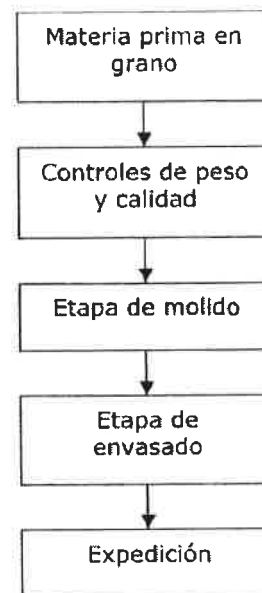 Materia prima en
grano
Controles de peso
y calidad
Etapa de molido
Etapa de
envasado
Expedición